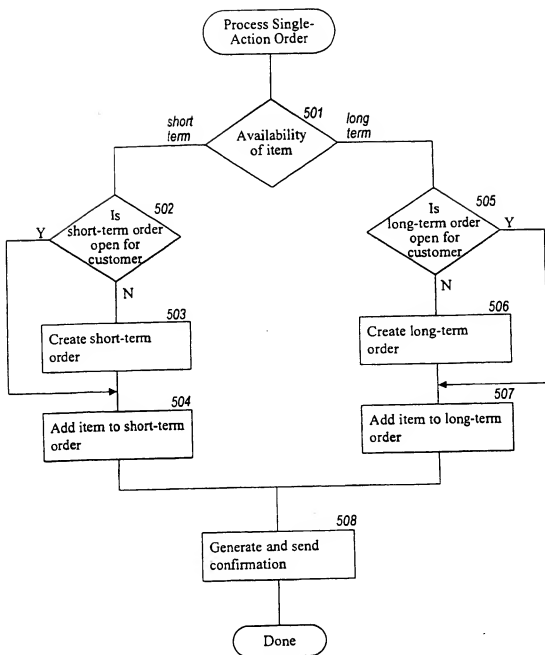 Process Single-
Action Order
501
short
term
Availability
of item
long
term
502
Is
short-term order
open for
customer
Y
N
505
Is
long-term order
open for
customer
Y
N
503
Create short-term
order
506
Create long-term
order
504
Add item to short-term
order
507
Add item to long-term
order
508
Generate and send
confirmation
Done